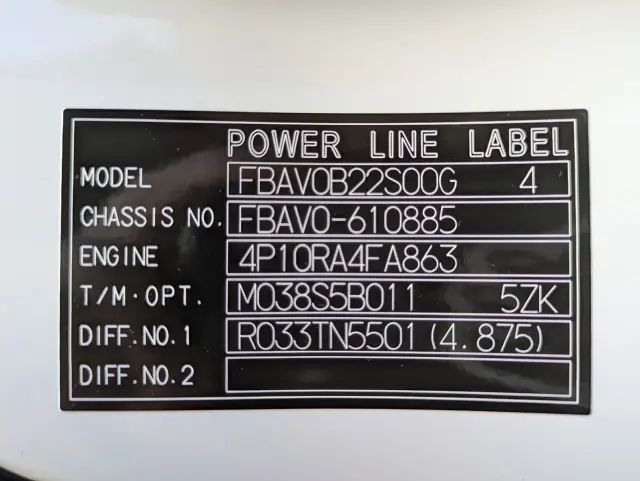 POWER LINE LABEL
MODEL FBAV0B22S00G 4
CHASSIS NO. FBAV0-610885
ENGINE 4P10RA4FA863
T/M·OPT. M038S5B011 5ZK
DIFF.NO.1 R033TN5501(4.875)
DIFF.NO.2